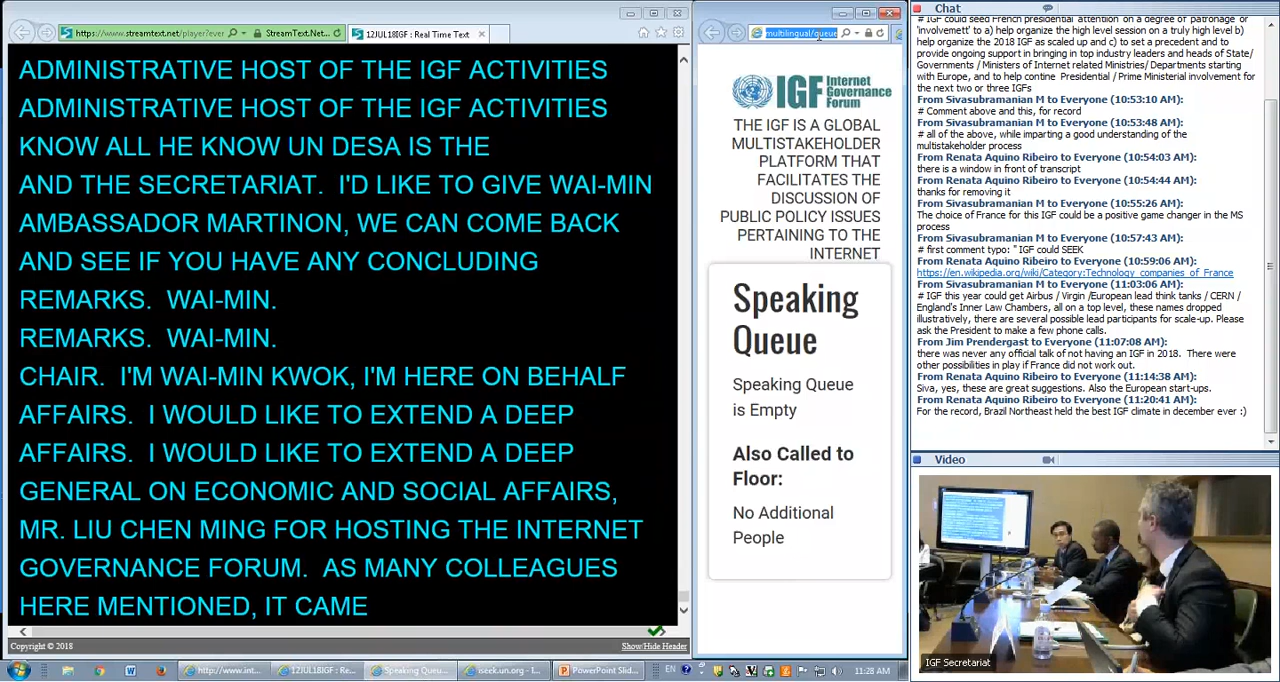 https://www.streamtext.net/player?ever
StreamText.Net...
12JUL18IGF : Real Time Text
ADMINISTRATIVE HOST OF THE IGF ACTIVITIES
ADMINISTRATIVE HOST OF THE IGF ACTIVITIES
KNOW ALL HE KNOW UN DESA IS THE
AND THE SECRETARIAT.  I'D LIKE TO GIVE WAI-MIN
AMBASSADOR MARTINON, WE CAN COME BACK
AND SEE IF YOU HAVE ANY CONCLUDING
REMARKS.  WAI-MIN.
REMARKS.  WAI-MIN.
CHAIR.  I'M WAI-MIN KWOK, I'M HERE ON BEHALF
AFFAIRS.  I WOULD LIKE TO EXTEND A DEEP
AFFAIRS.  I WOULD LIKE TO EXTEND A DEEP
GENERAL ON ECONOMIC AND SOCIAL AFFAIRS,
MR. LIU CHEN MING FOR HOSTING THE INTERNET
GOVERNANCE FORUM.  AS MANY COLLEAGUES
HERE MENTIONED, IT CAME
Copyright © 2018
Show/Hide Header
multilingual/queue
IGF Internet
Governance
Forum
THE IGF IS A GLOBAL
MULTISTAKEHOLDER
PLATFORM THAT
FACILITATES THE
DISCUSSION OF
PUBLIC POLICY ISSUES
PERTAINING TO THE
INTERNET
Speaking
Queue
Speaking Queue
is Empty
Also Called to
Floor:
No Additional
People
Chat
# IGF could seed French presidential attention on a degree of 'patronage' or
'involvemett' to a) help organize the high level session on a truly high level b)
help organize the 2018 IGF as scaled up and c) to set a precedent and to
provide ongoing support in bringing in top industry leaders and heads of State/
Governments / Ministers of Internet related Ministries/ Departments starting
with Europe, and to help contine  Presidential / Prime Ministerial involvement for
the next two or three IGFs
From Sivasubramanian M to Everyone (10:53:10 AM):
# Comment above and this, for record
From Sivasubramanian M to Everyone (10:53:48 AM):
# all of the above, while imparting a good understanding of the
multistakeholder process
From Renata Aquino Ribeiro to Everyone (10:54:03 AM):
there is a window in front of transcript
From Renata Aquino Ribeiro to Everyone (10:54:44 AM):
thanks for removing it
From Sivasubramanian M to Everyone (10:55:26 AM):
The choice of France for this IGF could be a positive game changer in the MS
process
From Sivasubramanian M to Everyone (10:57:43 AM):
# first comment typo: " IGF could SEEK
From Renata Aquino Ribeiro to Everyone (10:59:06 AM):
https://en.wikipedia.org/wiki/Category:Technology_companies_of_France
From Sivasubramanian M to Everyone (11:03:06 AM):
# IGF this year could get Airbus / Virgin /European lead think tanks / CERN /
England's Inner Law Chambers, all on a top level, these names dropped
illustratively, there are several possible lead participants for scale-up. Please
ask the President to make a few phone calls.
From Jim Prendergast to Everyone (11:07:08 AM):
there was never any official talk of not having an IGF in 2018.  There were
other possibilities in play if France did not work out.
From Renata Aquino Ribeiro to Everyone (11:14:38 AM):
Siva, yes, these are great suggestions. Also the European start-ups.
From Renata Aquino Ribeiro to Everyone (11:20:41 AM):
For the record, Brazil Northeast held the best IGF climate in december ever :)
Video
IGF Secretariat
http://www.int...
12JUL18IGF : Re...
Speaking Queu...
iseek.un.org - I...
PowerPoint Slid...
EN
11:28 AM